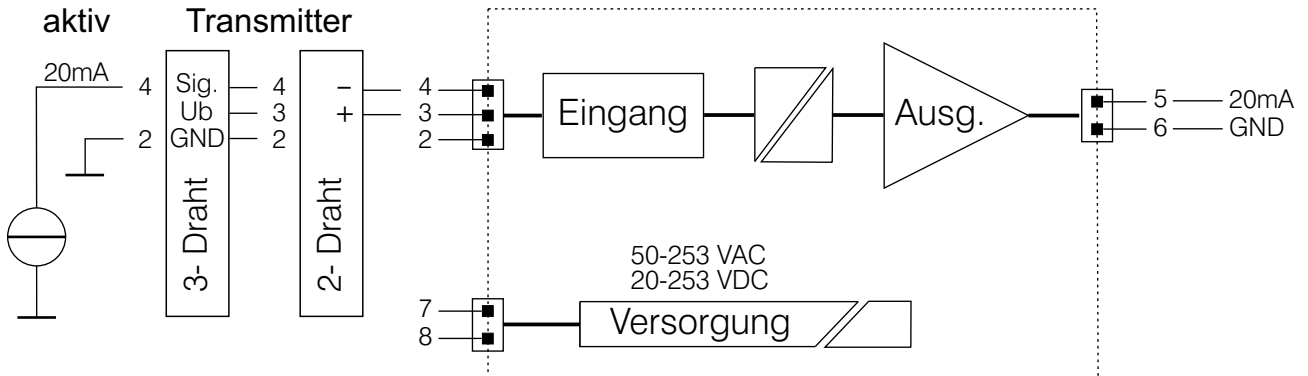 aktiv Transmitter
20mA 4 Sig. 4 - 4
Ub 3 + 3
2 GND 2 2
3- Draht
2- Draht
Eingang
Ausg.
5 20mA
6 GND
50-253 VAC
20-253 VDC
7
8
Versorgung